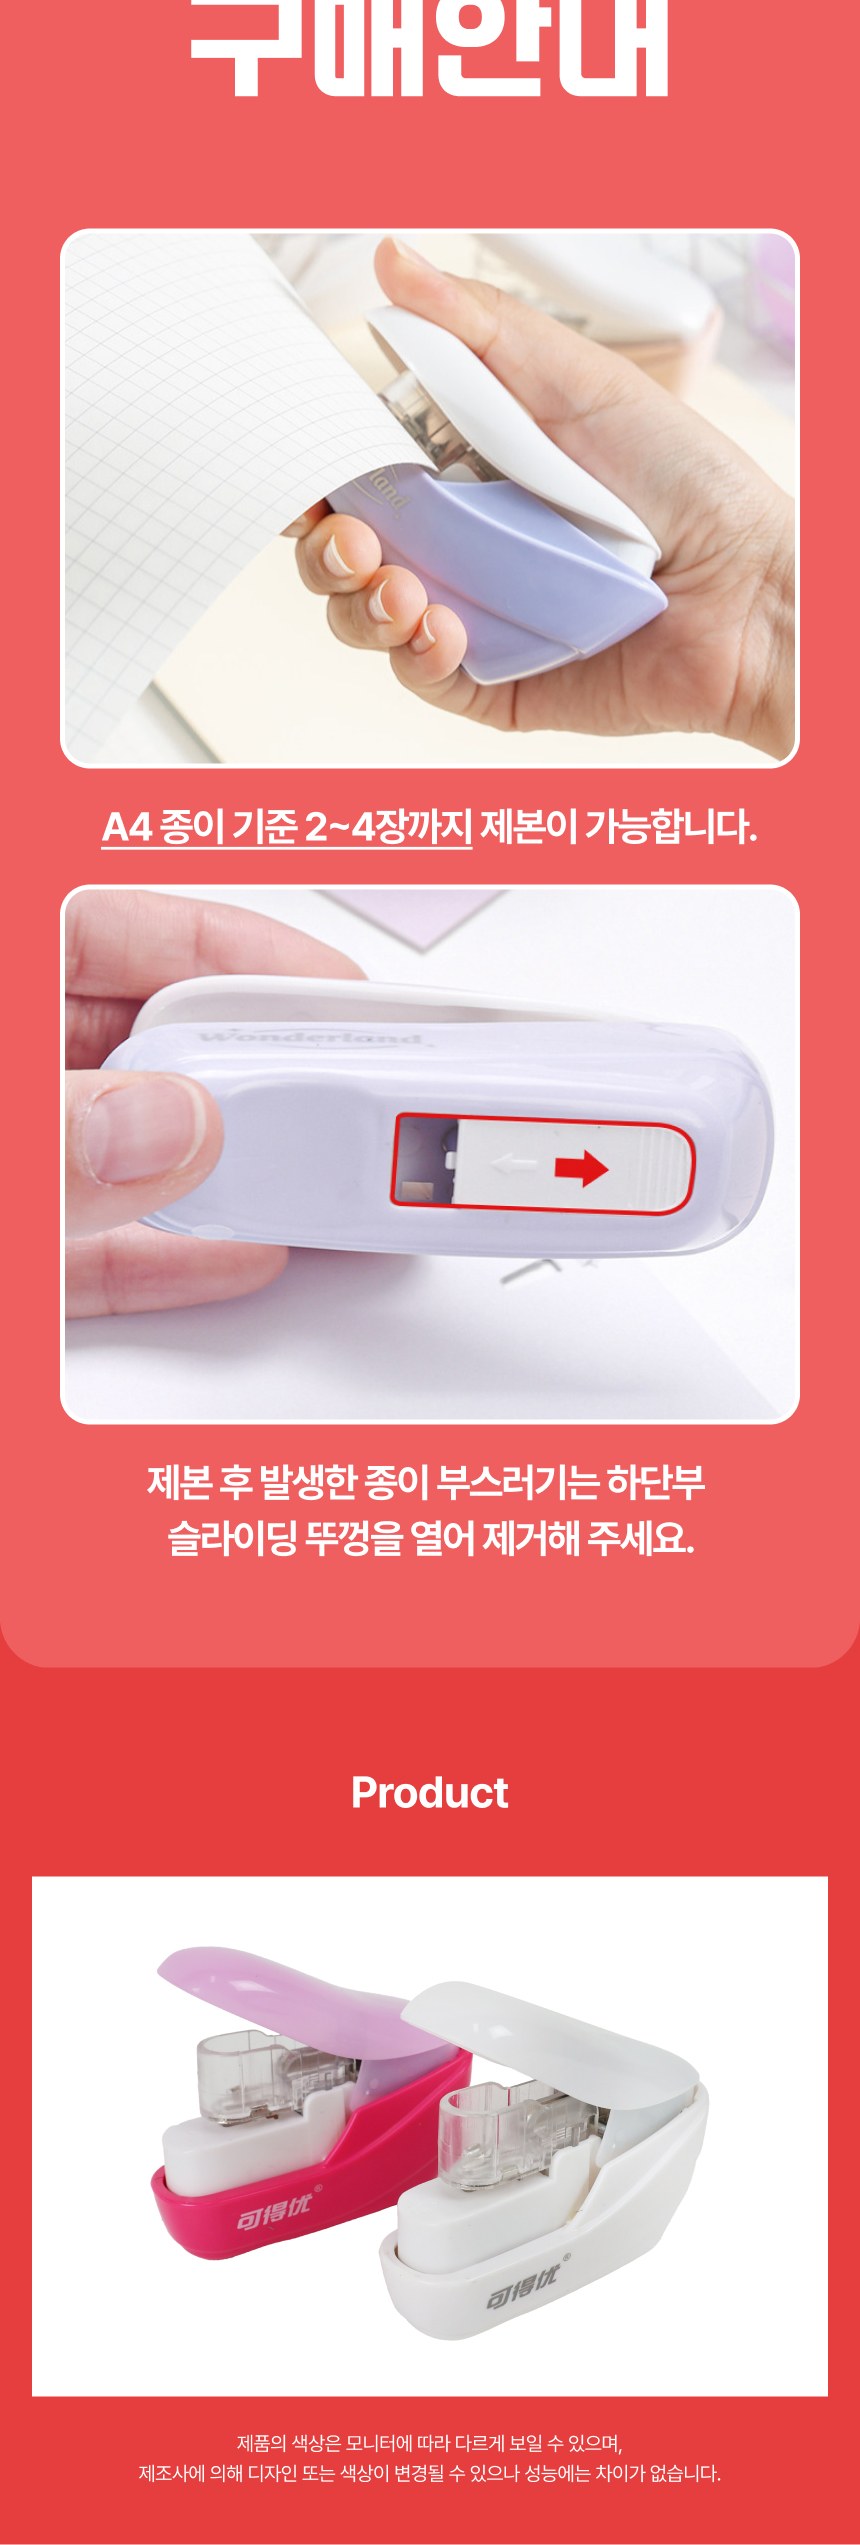 구매안내
land
A4 종이 기준 2~4장까지 제본이 가능합니다.
Wonderland
제본 후 발생한 종이 부스러기는 하단부
슬라이딩 뚜껑을 열어 제거해 주세요.
Product
可得优®
可得优®
제품의 색상은 모니터에 따라 다르게 보일 수 있으며,
제조사에 의해 디자인 또는 색상이 변경될 수 있으나 성능에는 차이가 없습니다.